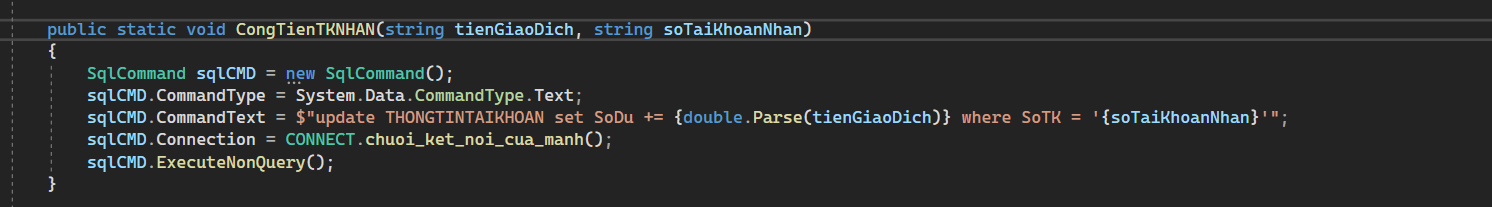 public static void CongTienTKNHAN(string tienGiaoDich, string soTaiKhoanNhan)
{
SqlCommand sqlCMD = new SqlCommand();
sqlCMD.CommandType = System.Data.CommandType.Text;
sqlCMD.CommandText = $"update THONGTINTAIKHOAN set SoDu += {double.Parse(tienGiaoDich)} where SoTK = '{soTaiKhoanNhan}'";
sqlCMD.Connection = CONNECT.chuoi_ket_noi_cua_manh();
sqlCMD.ExecuteNonQuery();
}